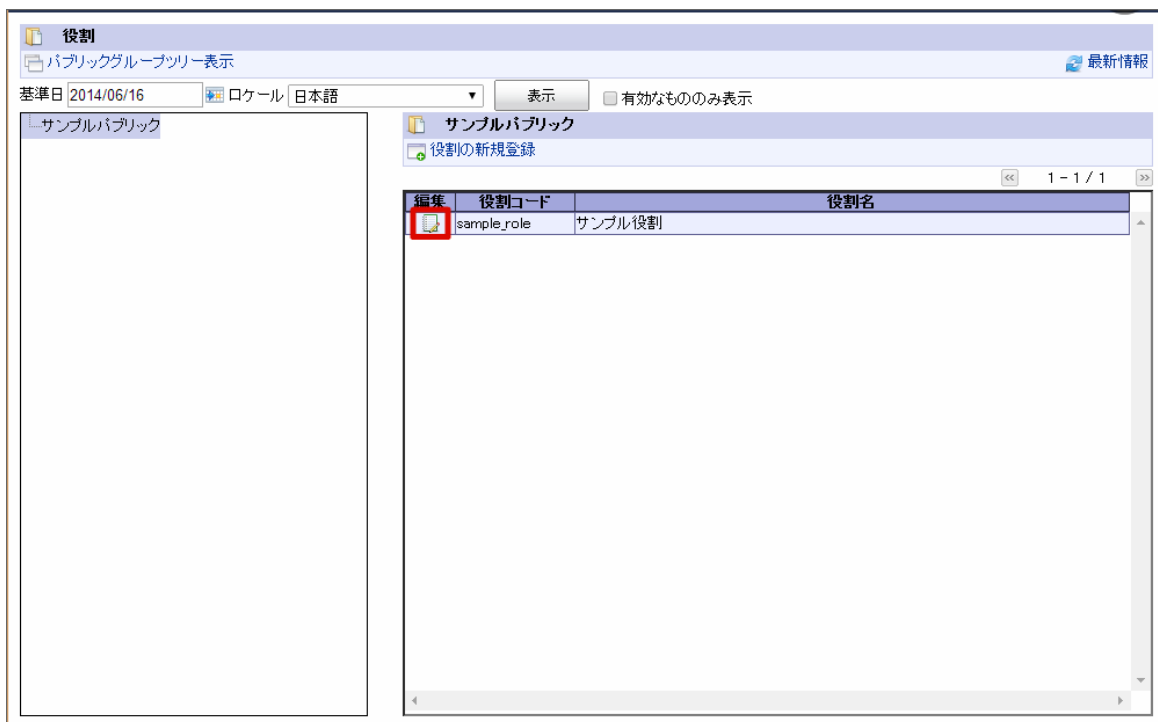 役割
パブリックグループツリー表示 最新情報
基準日 2014/06/16 ロケール 日本語 表示 有効なもののみ表示
サンプルパブリック
サンプルパブリック
役割の新規登録
1 - 1 / 1
編集 役割コード 役割名
sample_role サンプル役割